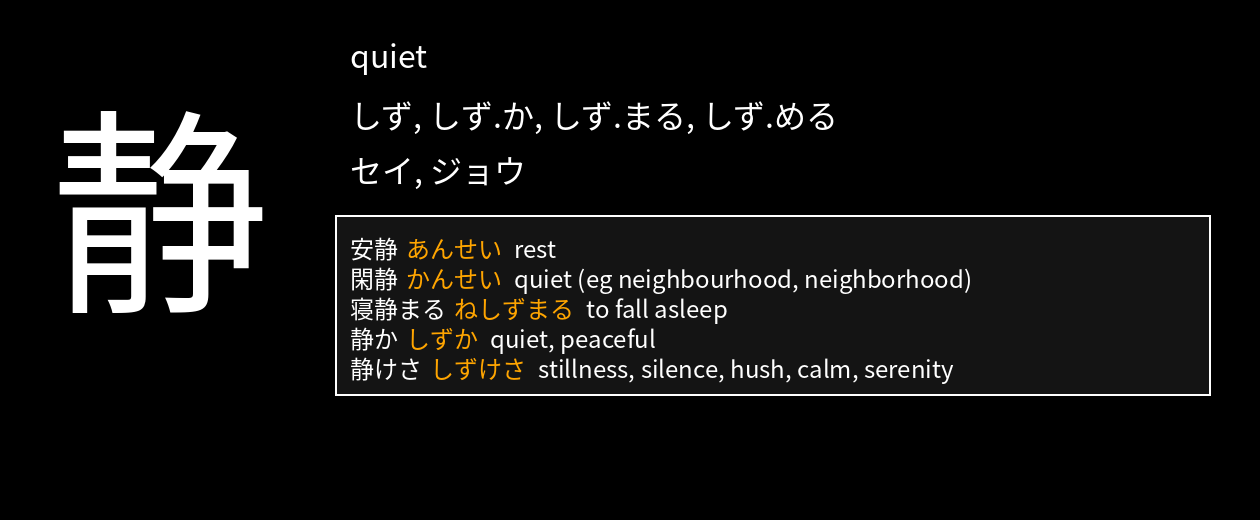 静
quiet
しず, しず.か, しず.まる, しず.める
セイ, ジョウ
安静 あんせい rest
閑静 かんせい quiet (eg neighbourhood, neighborhood)
寝静まる ねしずまる to fall asleep
静か しずか quiet, peaceful
静けさ しずけさ stillness, silence, hush, calm, serenity